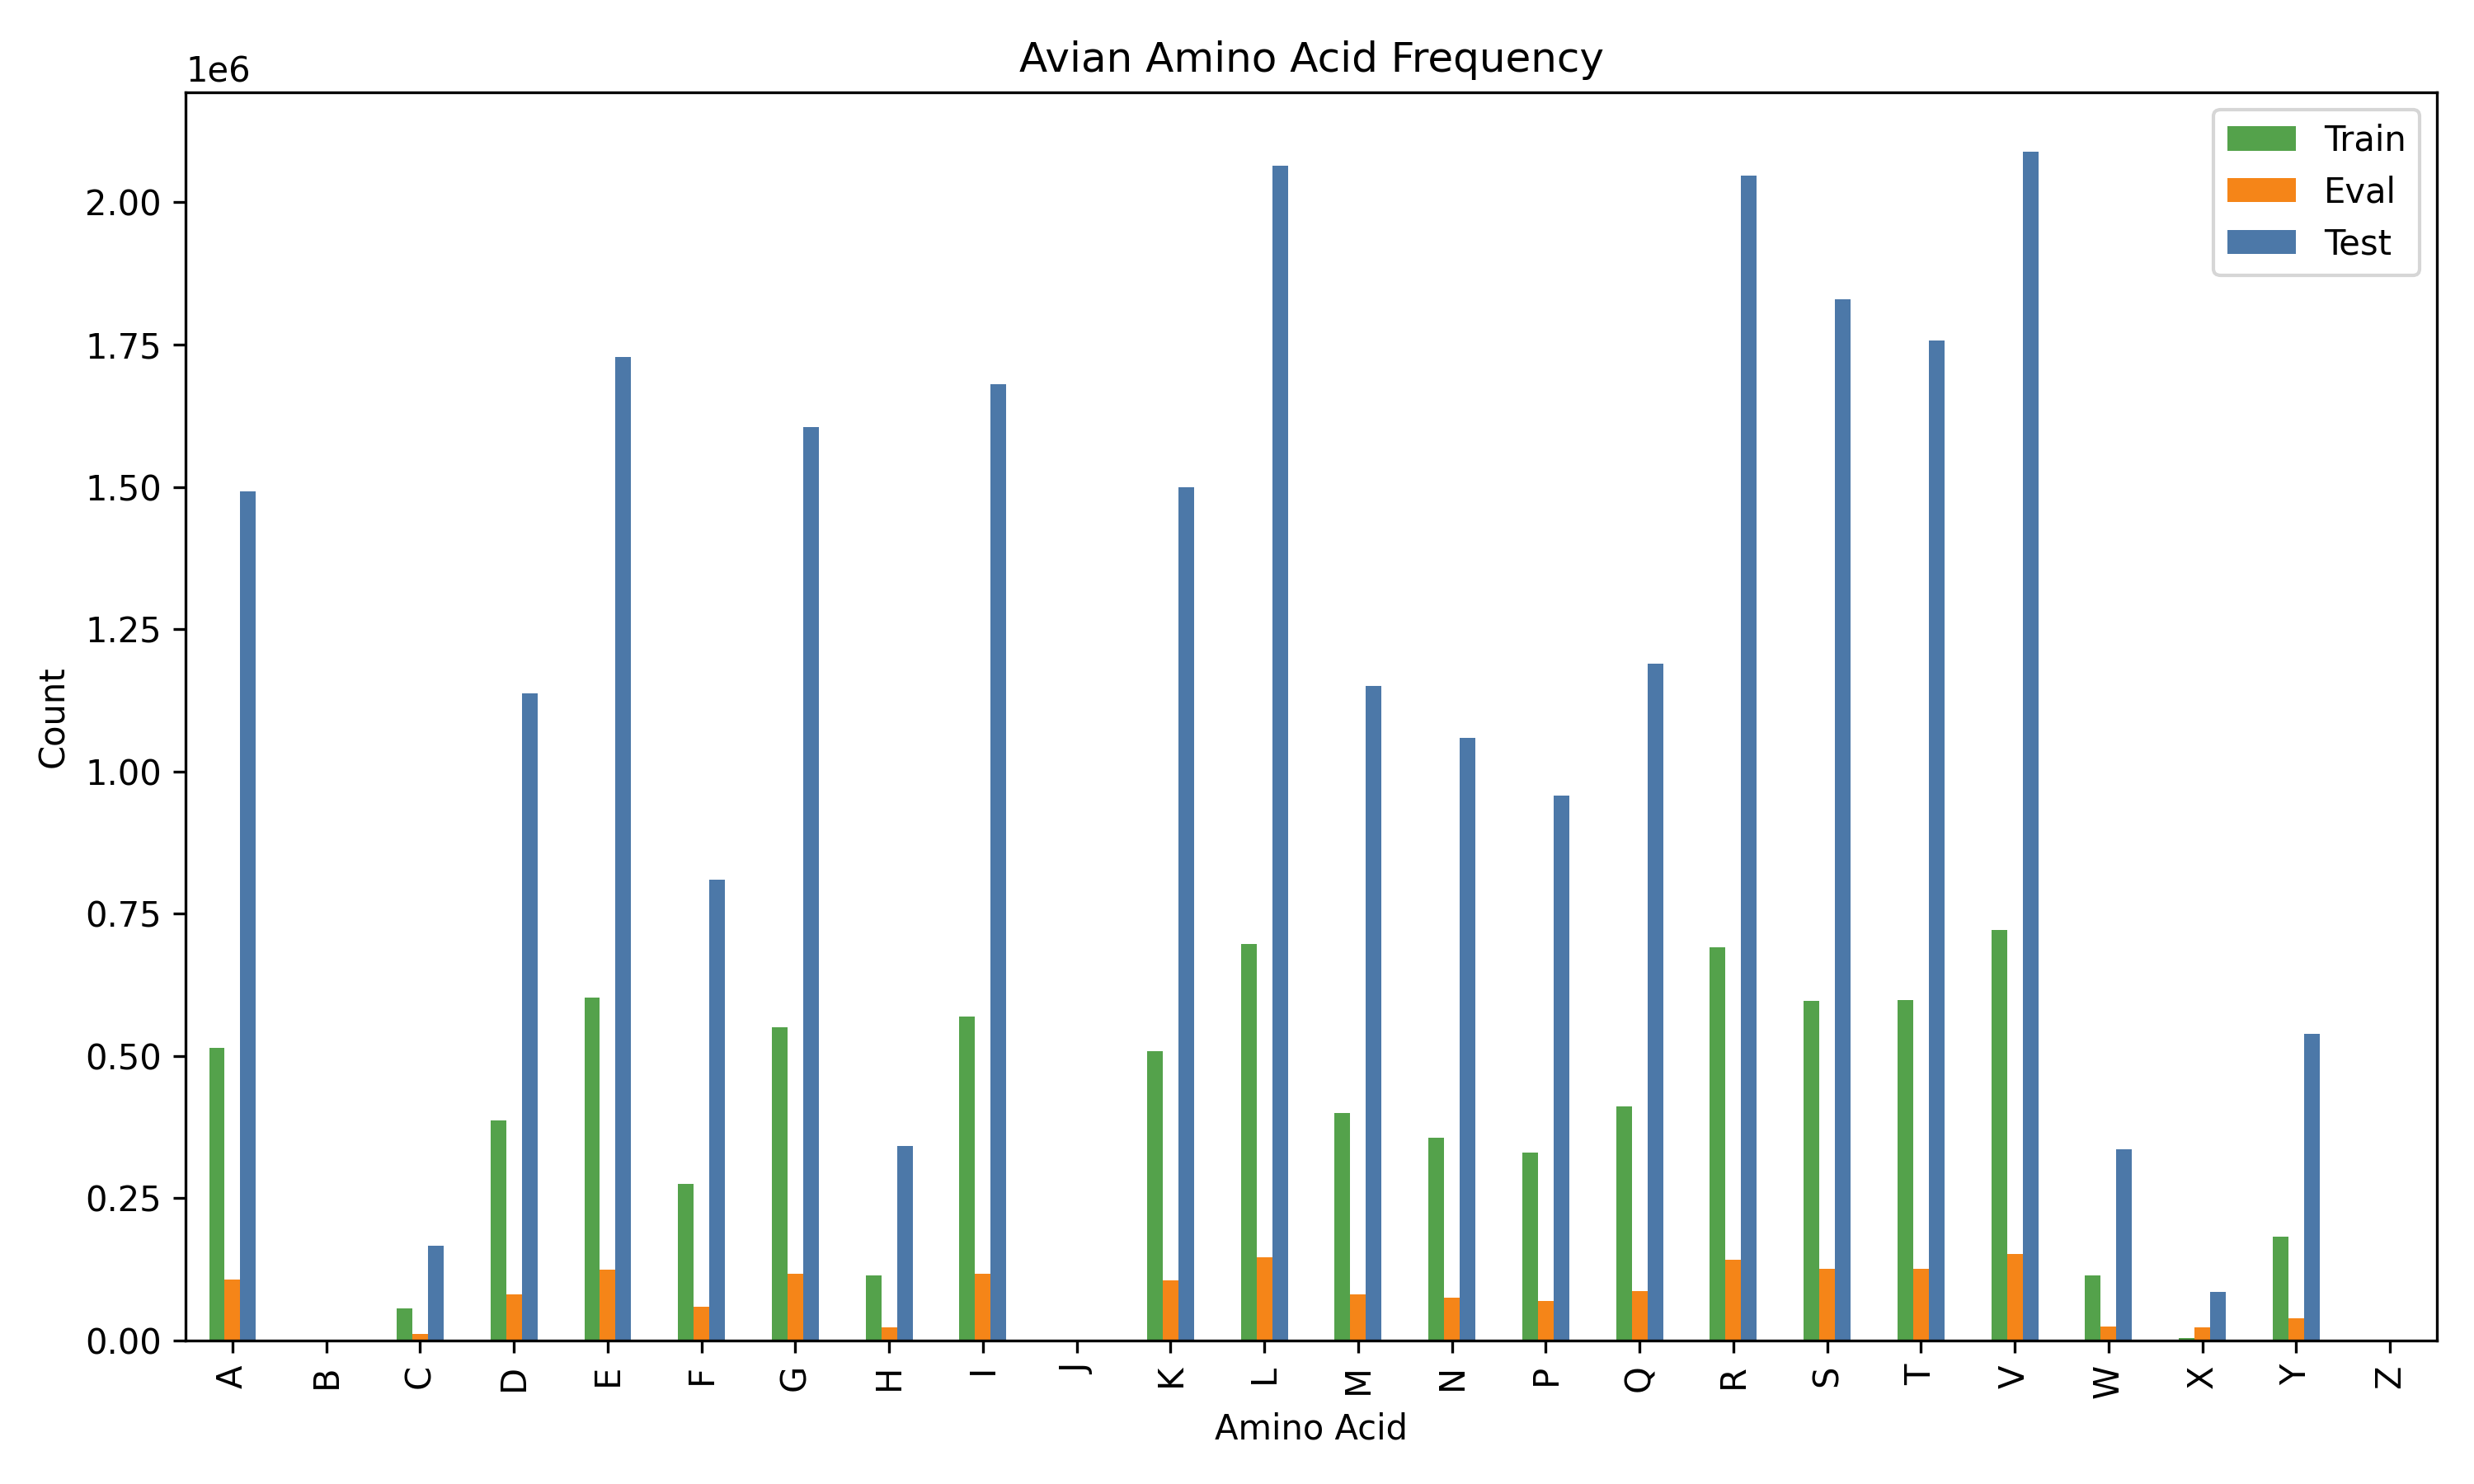 Avian Amino Acid Frequency
1e6
Train
Eval
Test
2.00
1.75
1.50
1.25
1.00
0.75
0.50
0.25
0.00
Count
A B C D E F G H I J K L M N P Q R S T V W X Y Z
Amino Acid